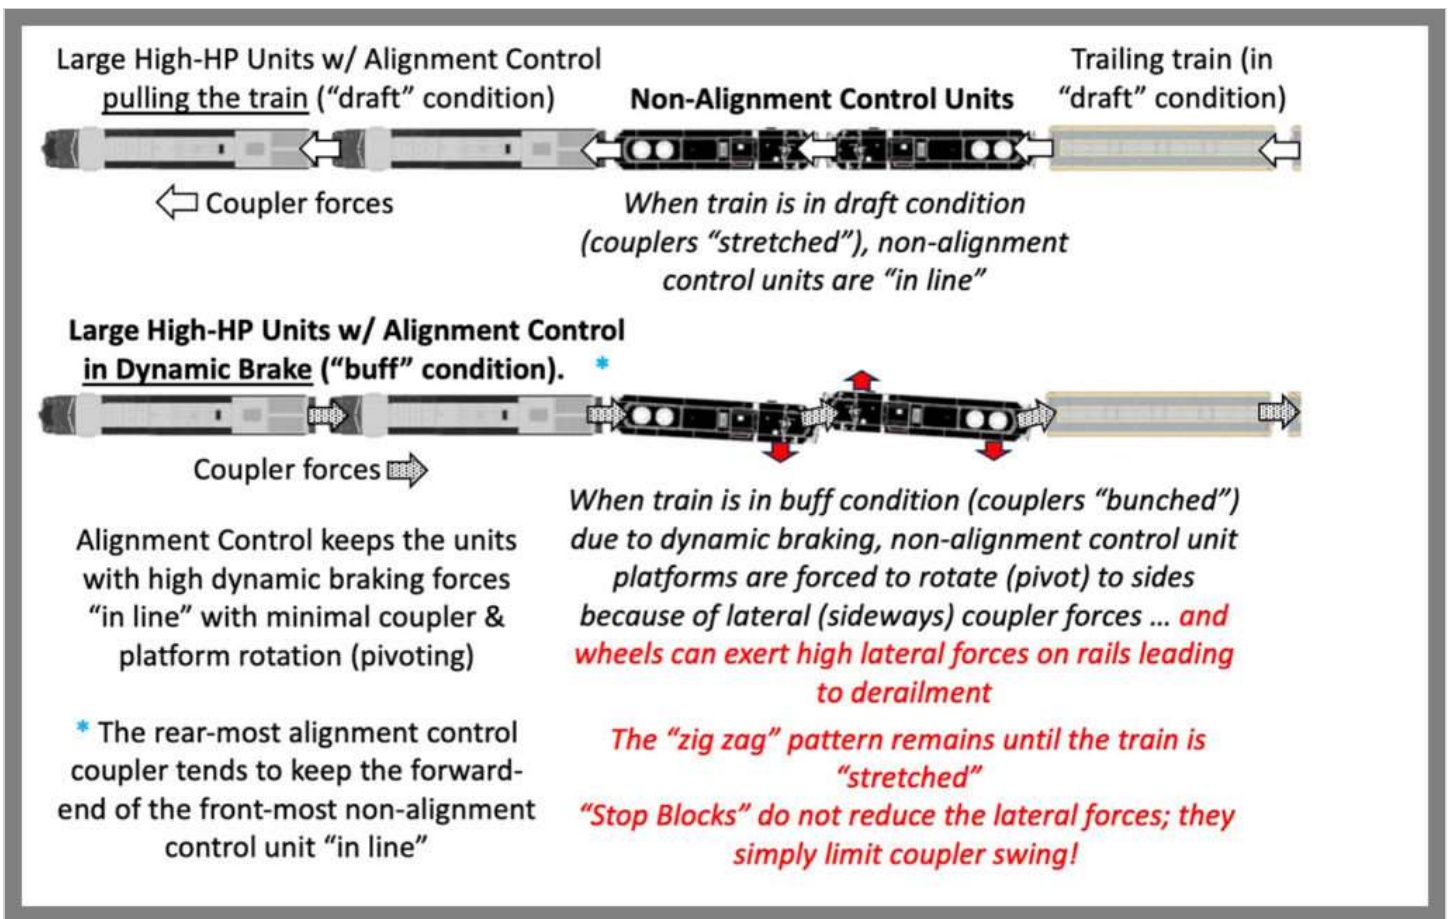 Large High-HP Units w/ Alignment Control
pulling the train (“draft” condition)
Non-Alignment Control Units
Trailing train (in
“draft” condition)
Coupler forces
When train is in draft condition
(couplers “stretched”), non-alignment
control units are “in line”
Large High-HP Units w/ Alignment Control
in Dynamic Brake (“buff” condition). *
Coupler forces
Alignment Control keeps the units
with high dynamic braking forces
“in line” with minimal coupler &
platform rotation (pivoting)
* The rear-most alignment control
coupler tends to keep the forward-
end of the front-most non-alignment
control unit “in line”
When train is in buff condition (couplers “bunched”)
due to dynamic braking, non-alignment control unit
platforms are forced to rotate (pivot) to sides
because of lateral (sideways) coupler forces ... and
wheels can exert high lateral forces on rails leading
to derailment
The “zig zag” pattern remains until the train is
“stretched”
“Stop Blocks” do not reduce the lateral forces; they
simply limit coupler swing!